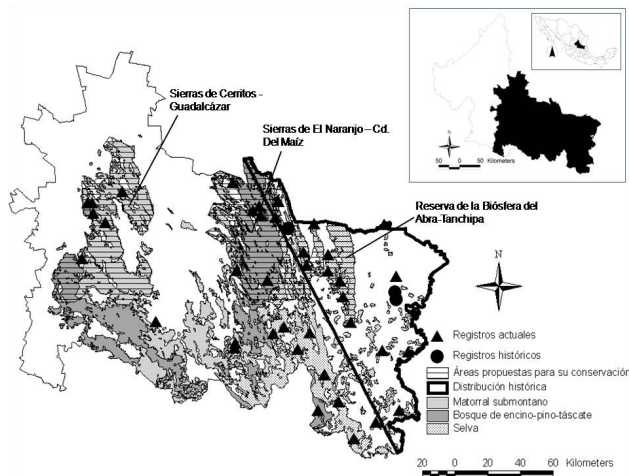 Sierras de Cerritos -
Guadalcázar
Sierras de El Naranjo – Cd.
Del Maíz
Reserva de la Biósfera del
Abra-Tanchipa
N
50 0 50 Kilometers
N
Registros actuales
Registros históricos
Áreas propuestas para su conservación
Distribución histórica
Matorral submontano
Bosque de encino-pino-táscate
Selva
20 0 20 40 60 Kilometers